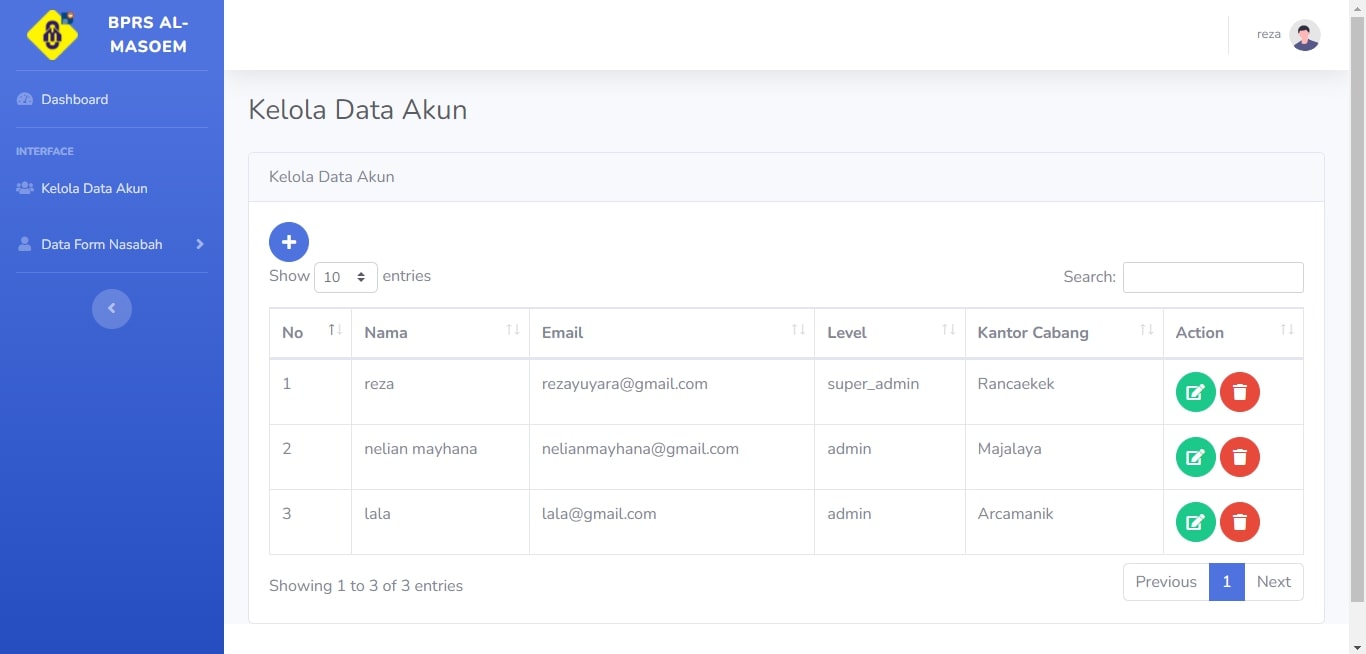 BPRS AL-
MASOEM
reza
Dashboard
INTERFACE
Kelola Data Akun
Data Form Nasabah
Kelola Data Akun
Kelola Data Akun
Show 10 entries
Search:
No Nama Email Level Kantor Cabang Action
1 reza rezayuyara@gmail.com super_admin Rancaekek
2 nelian mayhana nelianmayhana@gmail.com admin Majalaya
3 lala lala@gmail.com admin Arcamanik
Showing 1 to 3 of 3 entries
Previous 1 Next